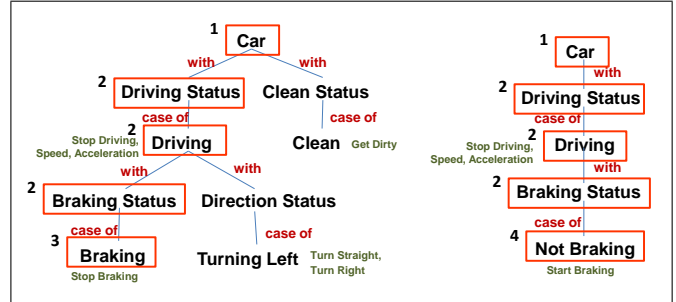 1
Car
with
with
2
Driving Status
Clean Status
case of
case of
2
Stop Driving,
Speed, Acceleration
Driving
Clean
Get Dirty
with
with
2
Braking Status
Direction Status
case of
case of
3
Braking
Turning Left
Turn Straight,
Turn Right
Stop Braking
1
Car
with
2
Driving Status
case of
2
Stop Driving,
Speed, Acceleration
Driving
with
2
Braking Status
case of
4
Not Braking
Start Braking